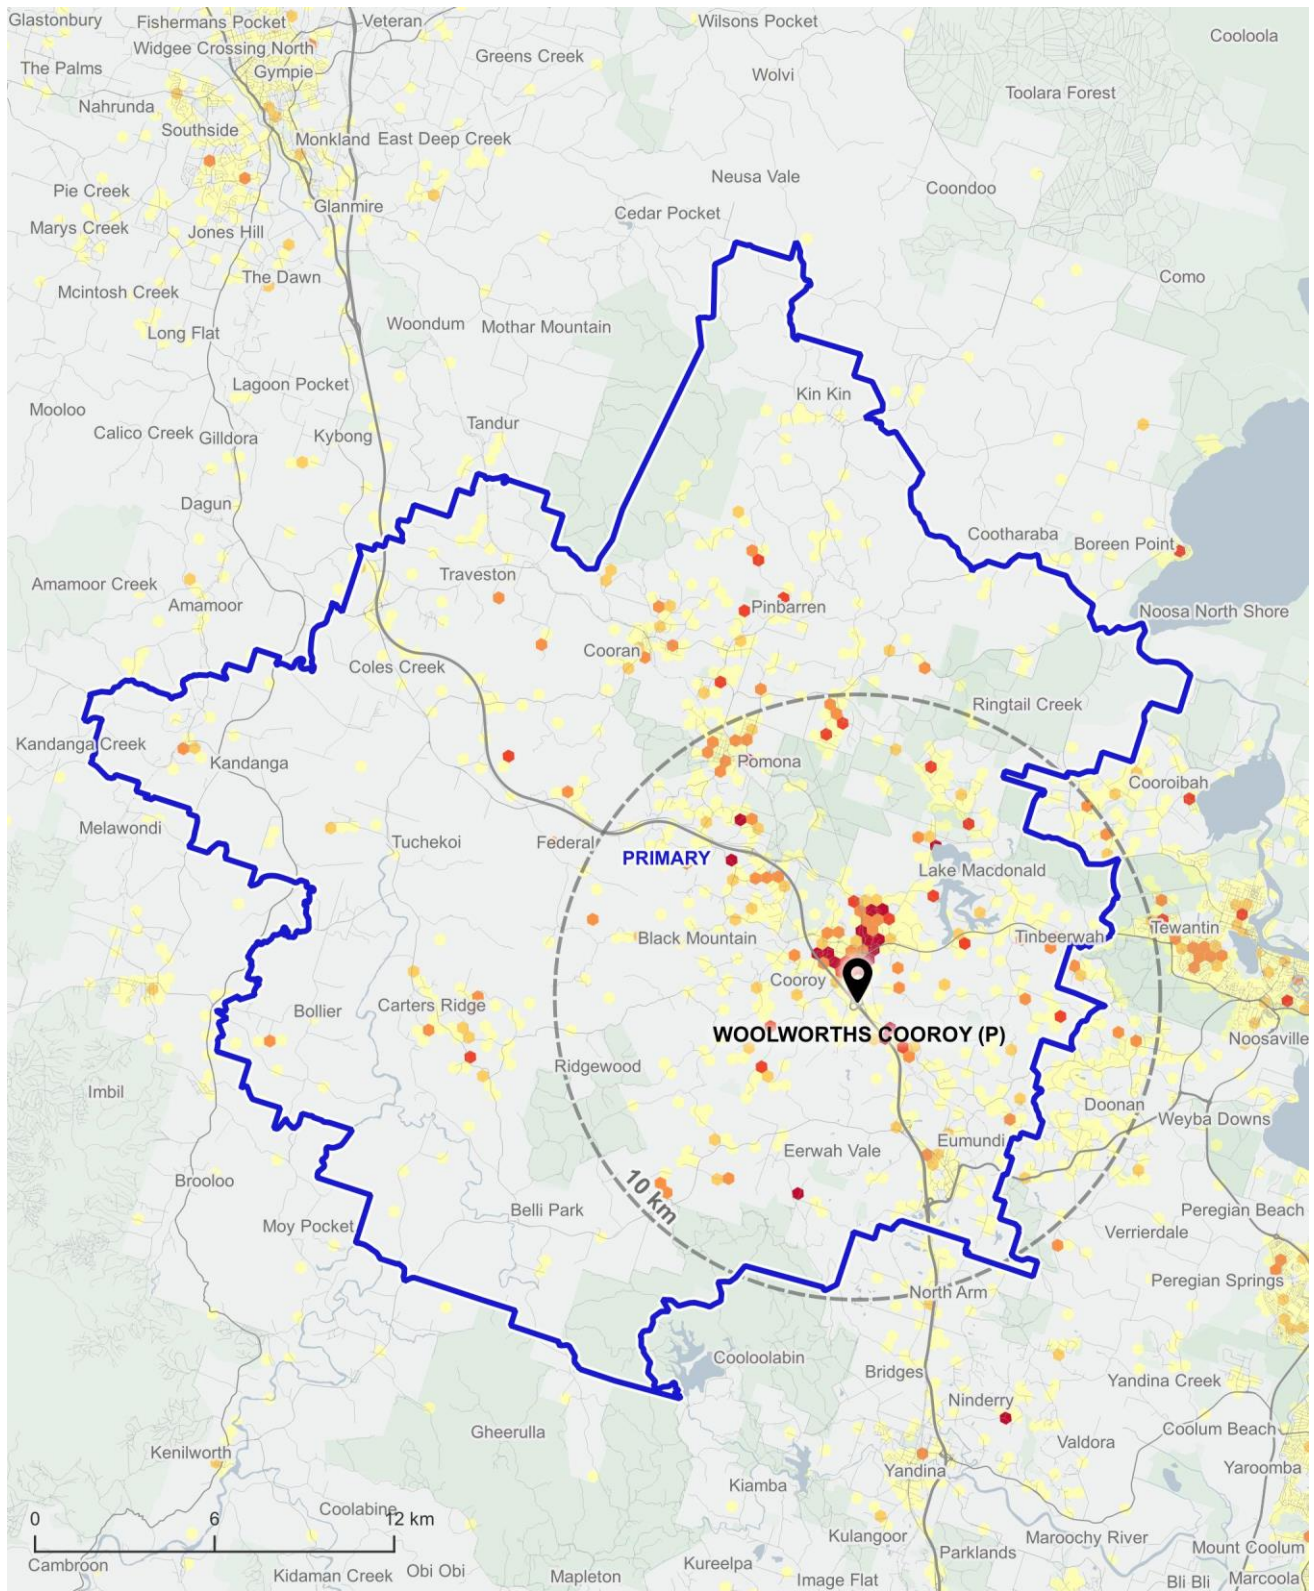 Glastonbury
Fishermans Pocket
Veteran
Wilsons Pocket
Cooloola
Widgee Crossing North
Greens Creek
The Palms
Gympie
Wolvi
Toolara Forest
Nahrunda
Southside
Monkland
East Deep Creek
Neusa Vale
Coondoo
Pie Creek
Glanmire
Cedar Pocket
Marys Creek
Jones Hill
The Dawn
Como
Mcintosh Creek
Long Flat
Woondum
Mothar Mountain
Lagoon Pocket
Kin Kin
Mooloo
Calico Creek
Gilldora
Kybong
Tandur
Dagun
Cootharaba
Boreen Point
Amamoor Creek
Traveston
Amamoor
Pinbarren
Noosa North Shore
Cooran
Coles Creek
Ringtail Creek
Kandanga Creek
Kandanga
Pomona
Cooroibah
Melawondi
Tuchekoi
Federal
PRIMARY
Lake Macdonald
Black Mountain
Tinbeerwah
Tewantin
Cooroy
Carters Ridge
Bollier
WOOLWORTHS COOROY (P)
Noosaville
Ridgewood
Imbil
Doonan
Weyba Downs
Eumundi
Eerwah Vale
Brooloo
10 km
Belli Park
Moy Pocket
Peregian Beach
Verrierdale
Peregian Springs
North Arm
Cooloolabin
Bridges
Yandina Creek
Ninderry
Gheerulla
Valdora
Coolum Beach
Kenilworth
Yandina
Yaroomba
Kiamba
0 6 12 km
Coolabine
Kulangoor
Maroochy River
Parklands
Mount Coolum
Cambroon
Kidaman Creek
Obi Obi
Mapleton
Kureelpa
Image Flat
Bli Bli
Marcoola